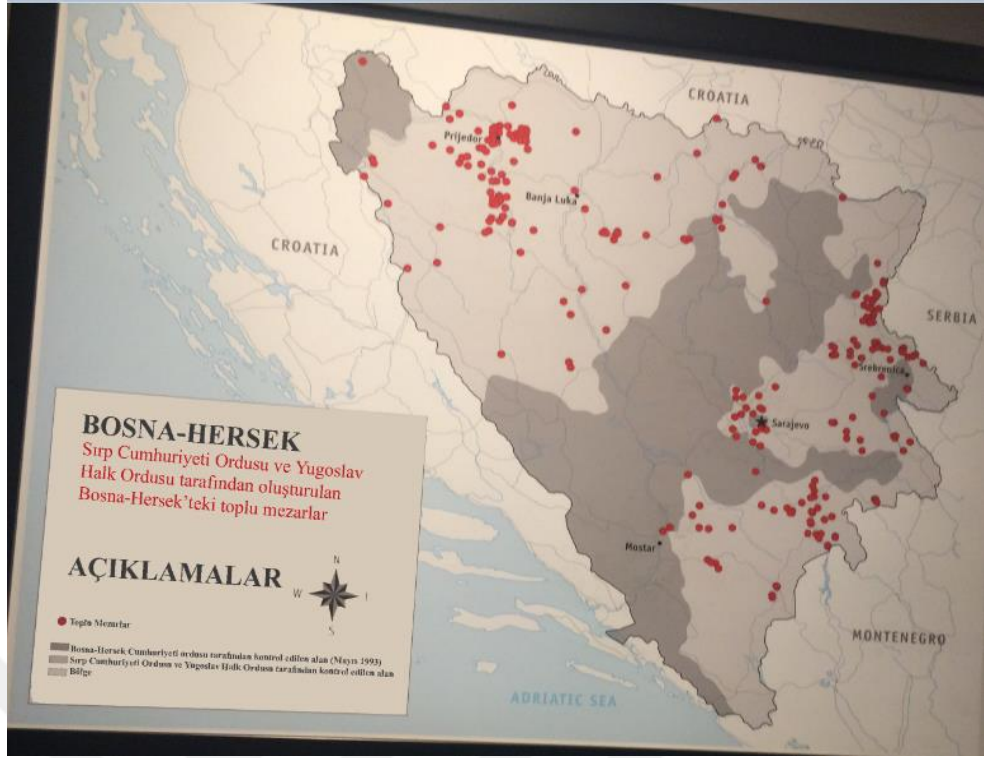 CROATIA
Prijedor
Banja Luka
CROATIA
SERBIA
Srebrenica
Sarajevo
Mostar
MONTENEGRO
ADRIATIC SEA
BOSNA-HERSEK
Sırp Cumhuriyeti Ordusu ve Yugoslav
Halk Ordusu tarafından oluşturulan
Bosna-Hersek'teki toplu mezarlar
AÇIKLAMALAR
N
W
S
Toplu Mezarlar
Bosna-Hersek Cumhuriyeti ordusu tarafından kontrol edilen alan (Mayıs 1993)
Sırp Cumhuriyeti Ordusu ve Yugoslav Halk Ordusu tarafından kontrol edilen alan
Bölge